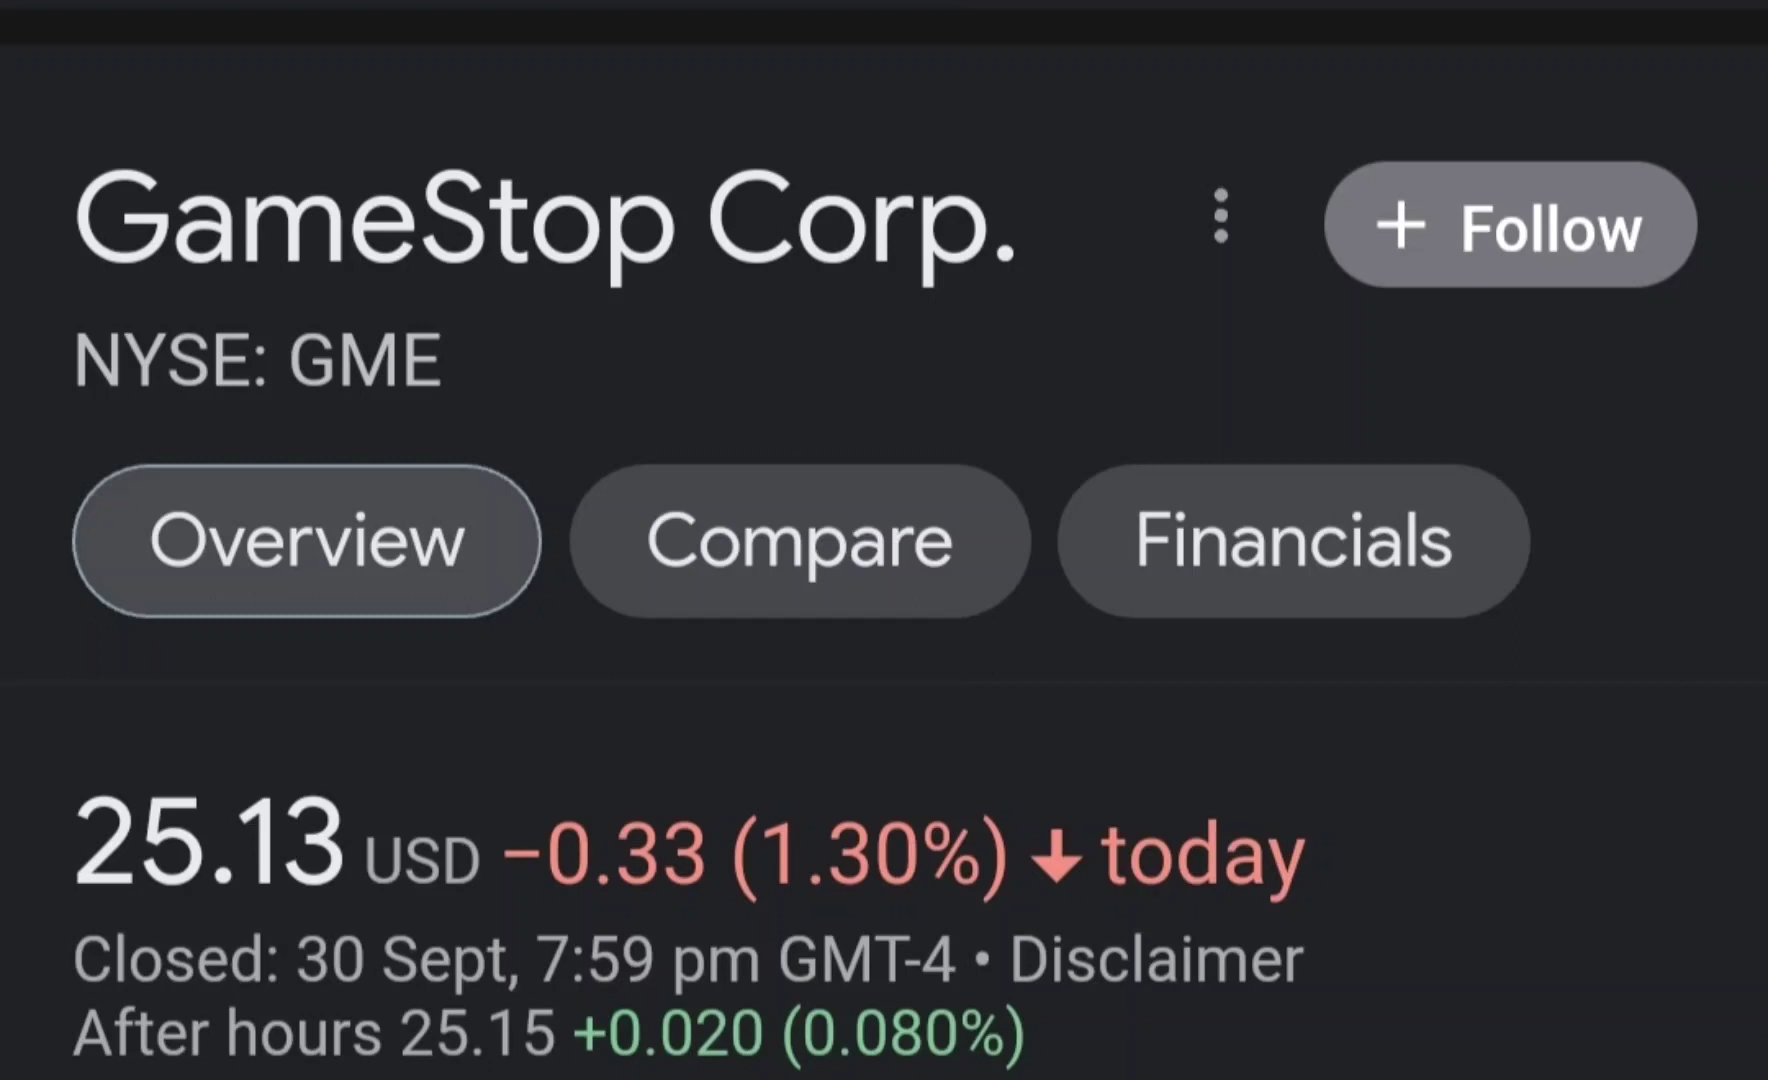 GameStop Corp.
+ Follow
NYSE: GME
Overview
Compare
Financials
25.13 USD −0.33 (1.30%) ↓ today
Closed: 30 Sept, 7:59 pm GMT-4 • Disclaimer
After hours 25.15 +0.020 (0.080%)